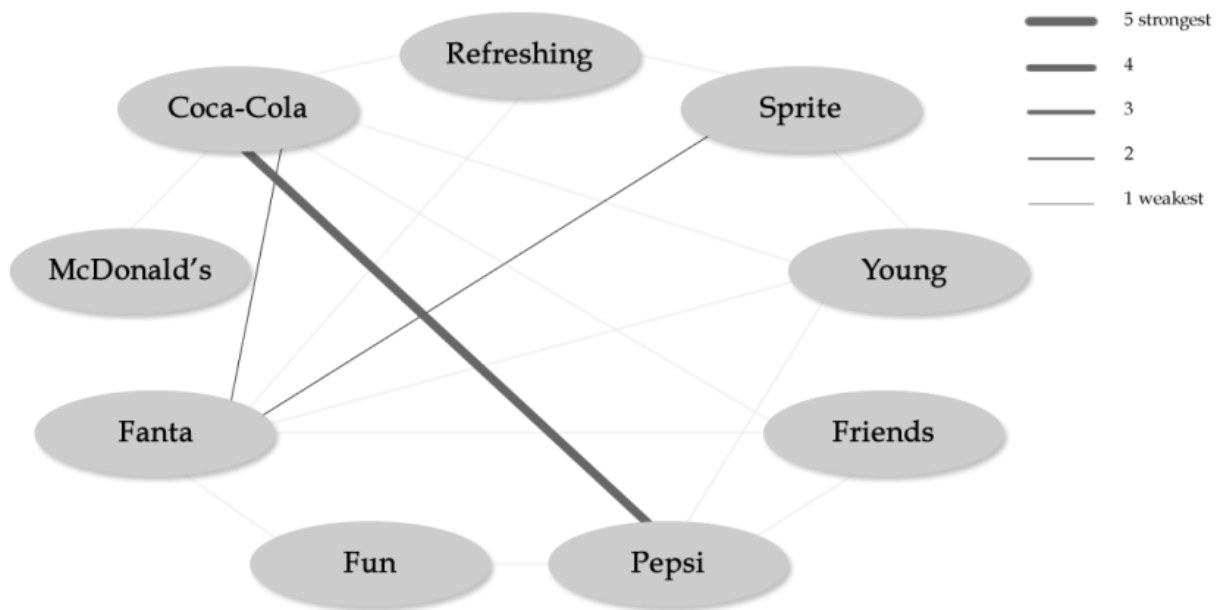 Refreshing
Coca-Cola
Sprite
McDonald's
Young
Fanta
Friends
Fun
Pepsi
5 strongest
4
3
2
1 weakest